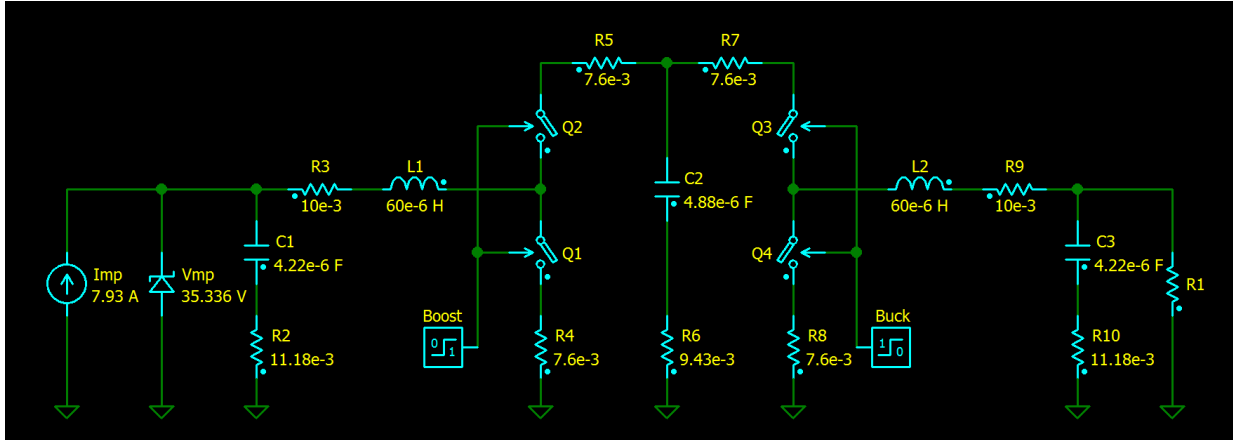 R5
7.6e-3
R7
7.6e-3
Q2
Q3
R3
10e-3
L1
60e-6 H
C2
4.88e-6 F
L2
60e-6 H
R9
10e-3
Imp
7.93 A
Vmp
35.336 V
C1
4.22e-6 F
Q1
Q4
C3
4.22e-6 F
R1
Boost
0
1
Buck
1
0
R2
11.18e-3
R4
7.6e-3
R6
9.43e-3
R8
7.6e-3
R10
11.18e-3